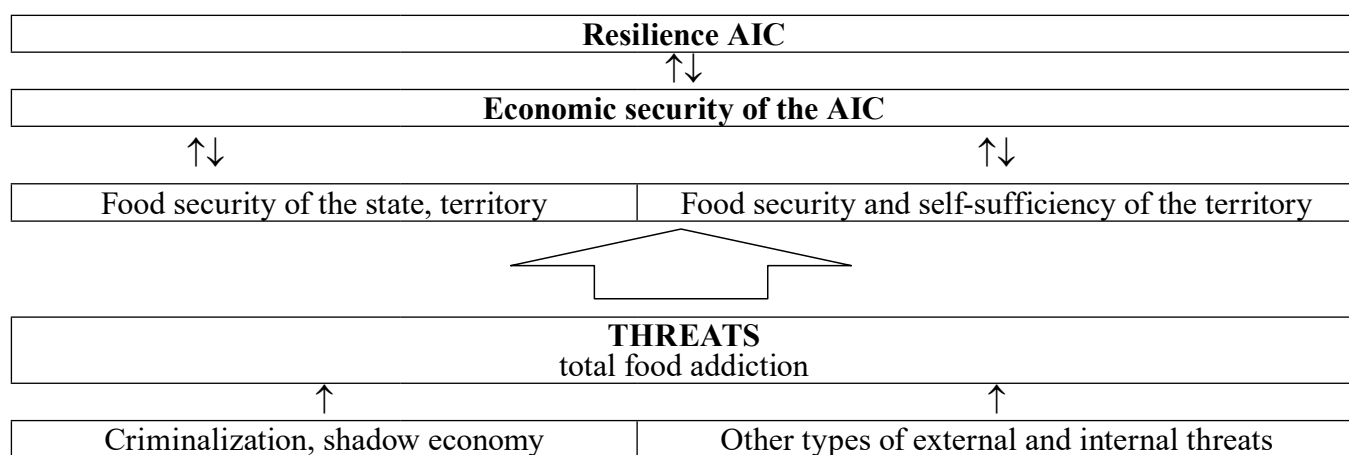 Resilience AIC
↑↓
Economic security of the AIC
↑↓ ↑↓
Food security of the state, territory
Food security and self-sufficiency of the territory
THREATS
total food addiction
↑ ↑
Criminalization, shadow economy
Other types of external and internal threats